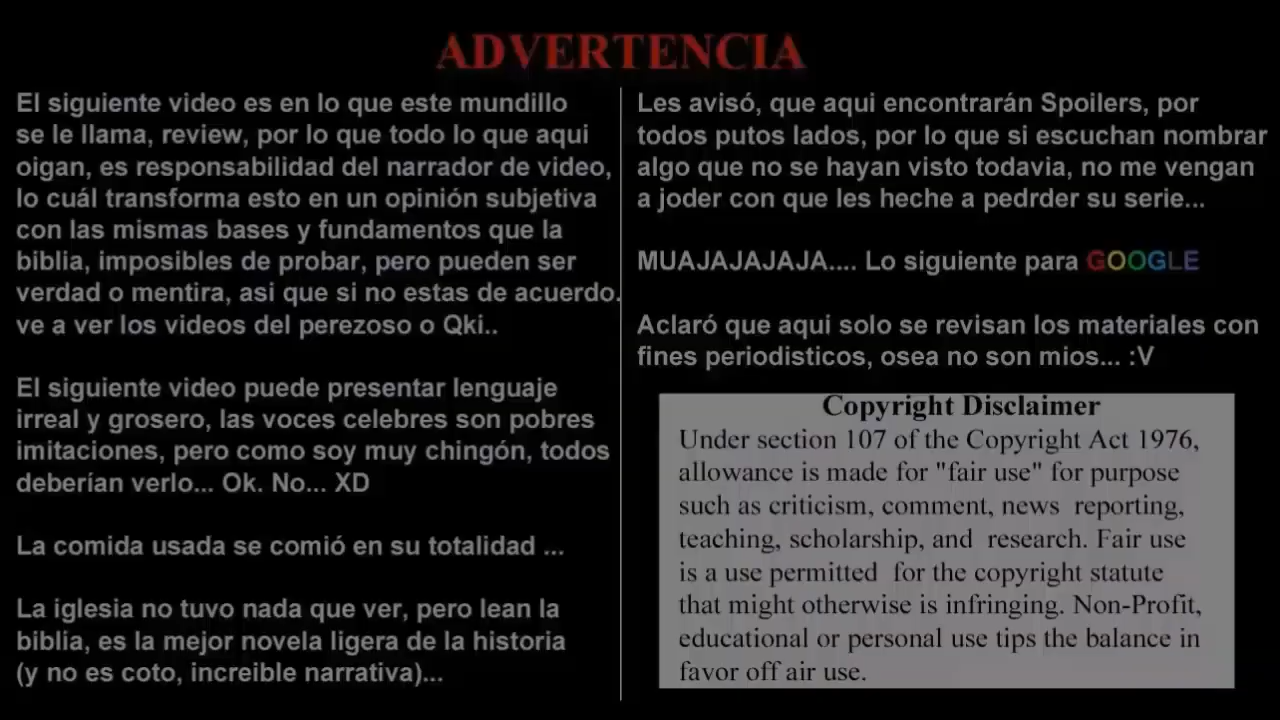 ADVERTENCIA
El siguiente video es en lo que este mundillo
se le llama, review, por lo que todo lo que aqui
oigan, es responsabilidad del narrador de video,
lo cuál transforma esto en un opinión subjetiva
con las mismas bases y fundamentos que la
biblia, imposibles de probar, pero pueden ser
verdad o mentira, asi que si no estas de acuerdo.
ve a ver los videos del perezoso o Qki..
El siguiente video puede presentar lenguaje
irreal y grosero, las voces celebres son pobres
imitaciones, pero como soy muy chingón, todos
deberían verlo... Ok. No... XD
La comida usada se comió en su totalidad ...
La iglesia no tuvo nada que ver, pero lean la
biblia, es la mejor novela ligera de la historia
(y no es coto, increible narrativa)...
Les avisó, que aqui encontrarán Spoilers, por
todos putos lados, por lo que si escuchan nombrar
algo que no se hayan visto todavia, no me vengan
a joder con que les heche a pedrder su serie...
MUAJAJAJAJA.... Lo siguiente para GOOGLE
Aclaró que aqui solo se revisan los materiales con
fines periodisticos, osea no son mios... :V
Copyright Disclaimer
Under section 107 of the Copyright Act 1976,
allowance is made for "fair use" for purpose
such as criticism, comment, news reporting,
teaching, scholarship, and research. Fair use
is a use permitted for the copyright statute
that might otherwise is infringing. Non-Profit,
educational or personal use tips the balance in
favor off air use.